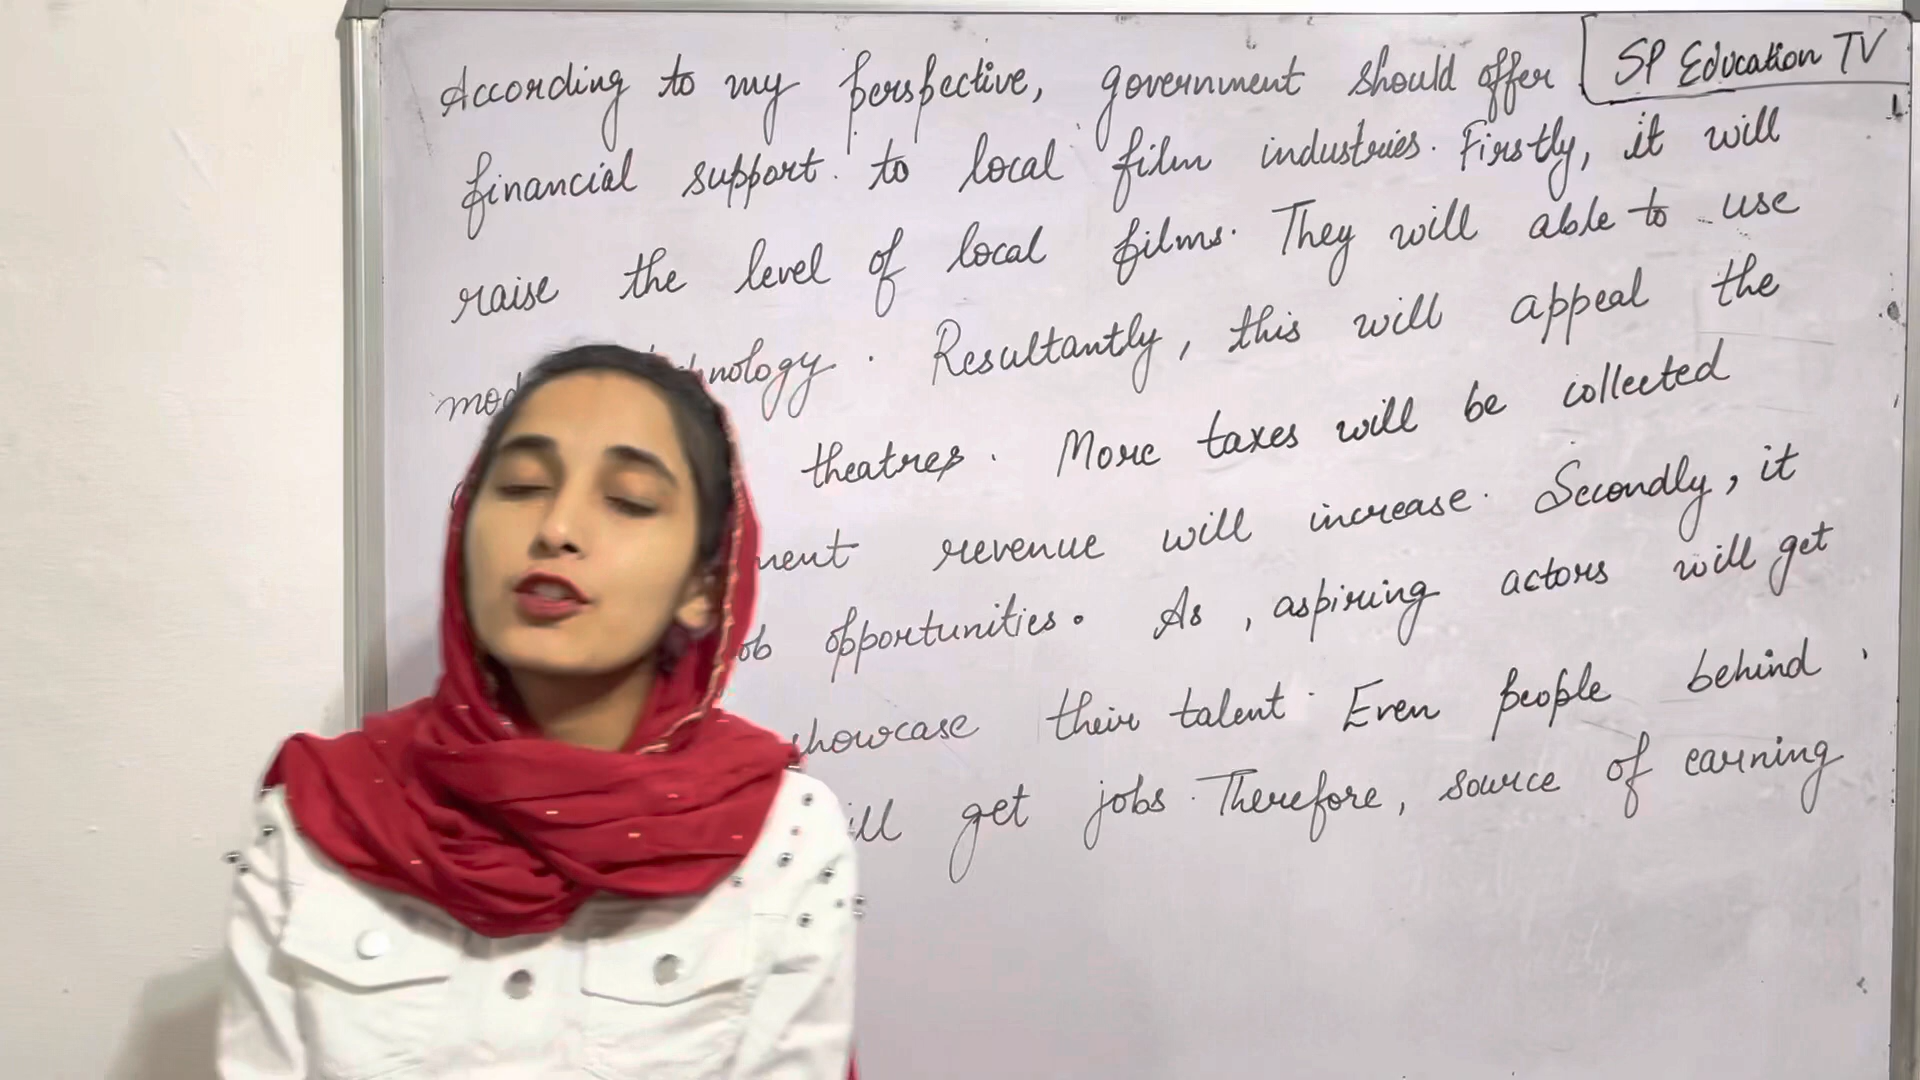 According to my perspective, government should offer
SP Education TV
financial support to local film industries. Firstly, it will
raise the level of local films. They will able to use
Resultantly, this will appeal the
theatres. More taxes will be collected
revenue will increase. Secondly, it
opportunities. As, aspiring actors will get
showcase their talent. Even people behind
get jobs. Therefore, source of earning